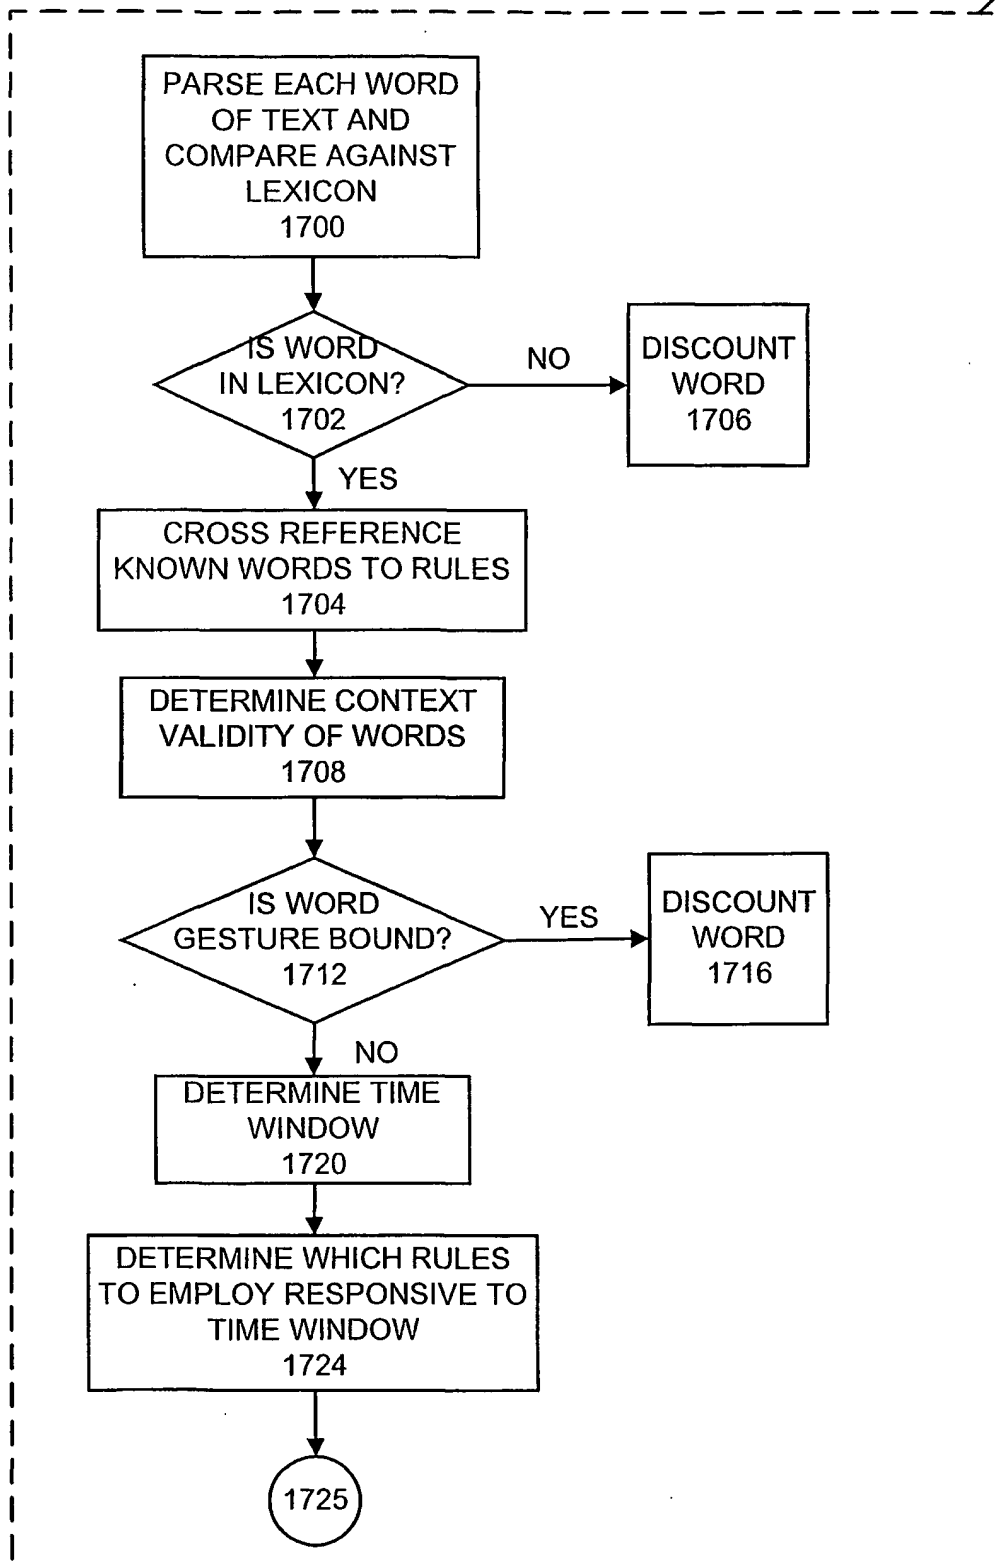 PARSE EACH WORD
OF TEXT AND
COMPARE AGAINST
LEXICON
1700
IS WORD
IN LEXICON?
1702
NO
DISCOUNT
WORD
1706
YES
CROSS REFERENCE
KNOWN WORDS TO RULES
1704
DETERMINE CONTEXT
VALIDITY OF WORDS
1708
IS WORD
GESTURE BOUND?
1712
YES
DISCOUNT
WORD
1716
NO
DETERMINE TIME
WINDOW
1720
DETERMINE WHICH RULES
TO EMPLOY RESPONSIVE TO
TIME WINDOW
1724
1725